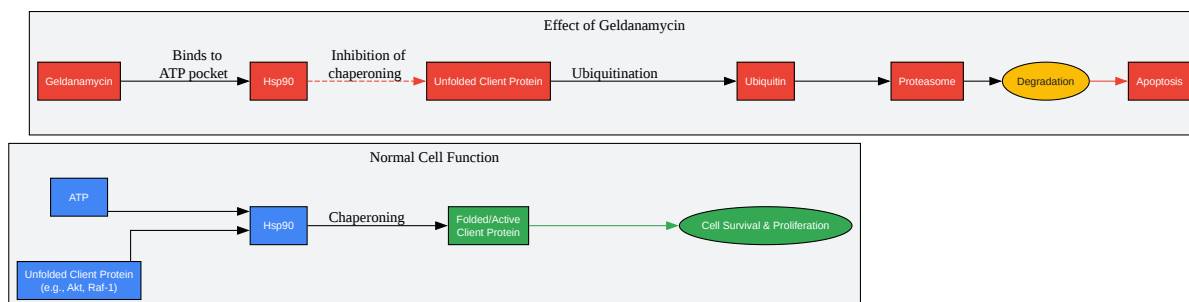 Effect of Geldanamycin
Binds to
ATP pocket
Inhibition of
chaperoning
Geldanamycin
Hsp90
Unfolded Client Protein
Ubiquitination
Ubiquitin
Proteasome
Degradation
Apoptosis
Normal Cell Function
ATP
Hsp90
Chaperoning
Folded/Active
Client Protein
Cell Survival & Proliferation
Unfolded Client Protein
(e.g., Akt, Raf-1)